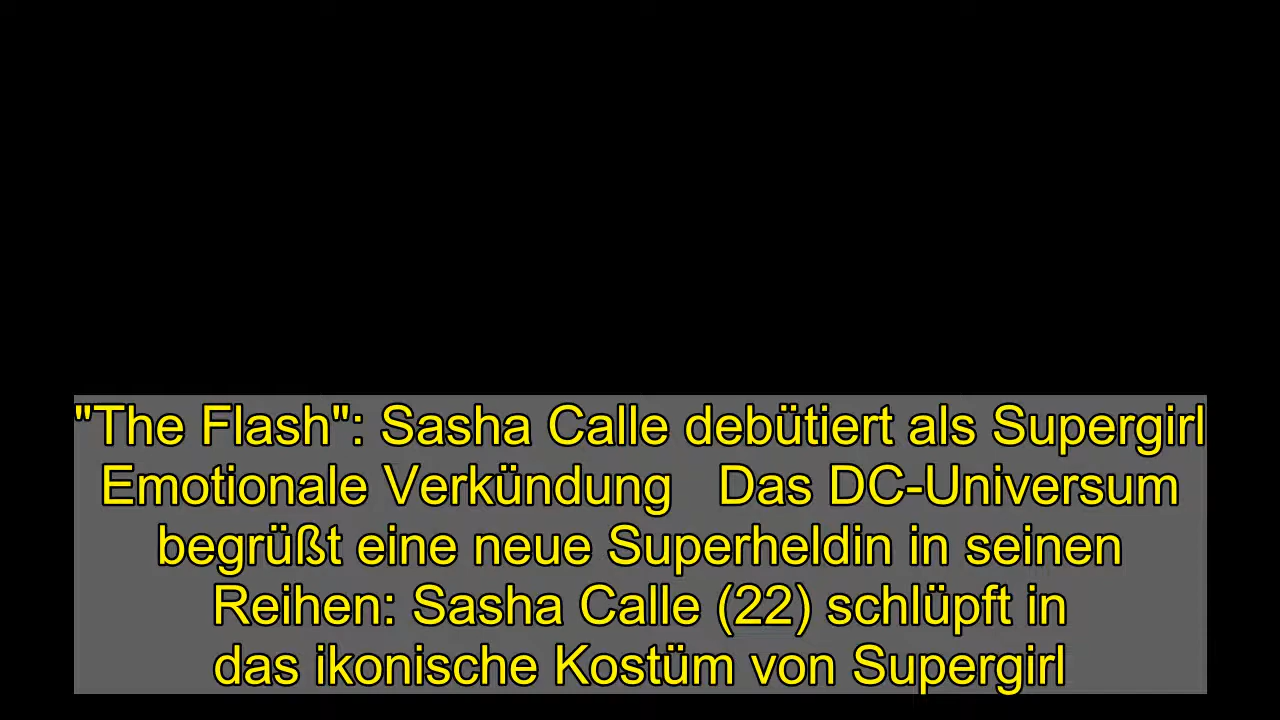 "The Flash": Sasha Calle debütiert als Supergirl
Emotionale Verkündung   Das DC-Universum
begrüßt eine neue Superheldin in seinen
Reihen: Sasha Calle (22) schlüpft in
das ikonische Kostüm von Supergirl